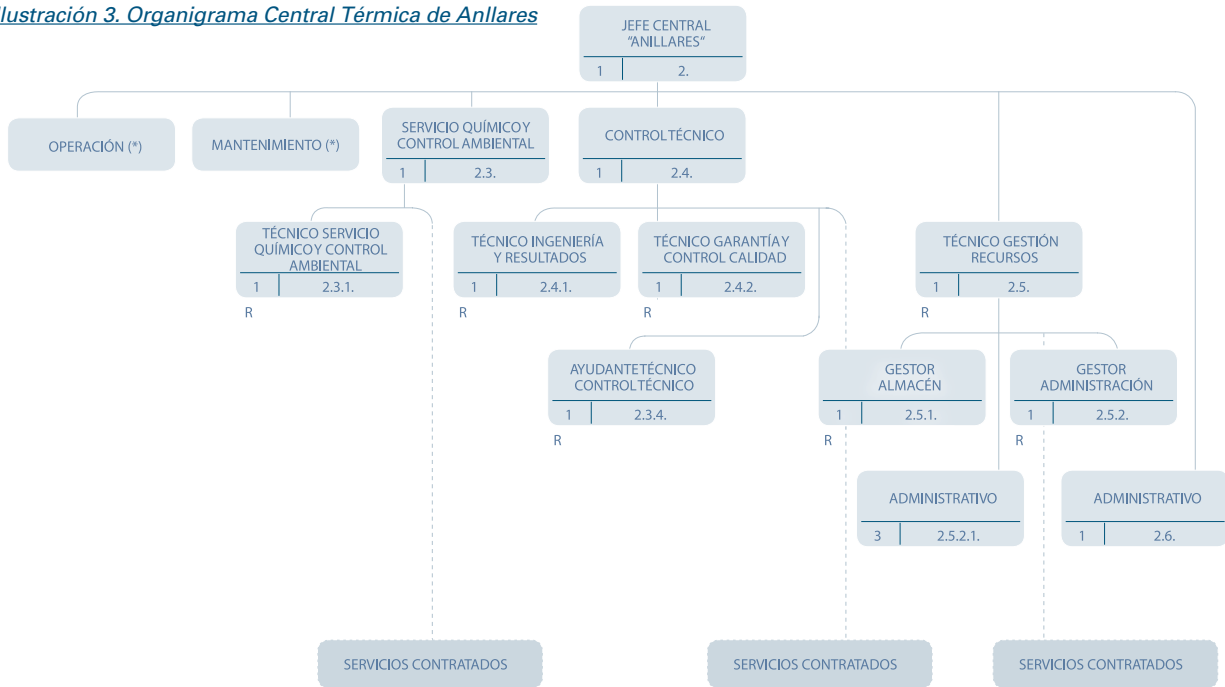 Ilustración 3. Organigrama Central Térmica de Anllares
JEFE CENTRAL
"ANILLARES"
1 2.
OPERACIÓN (*)
MANTENIMIENTO (*)
SERVICIO QUÍMICO Y
CONTROL AMBIENTAL
1 2.3.
CONTROL TÉCNICO
1 2.4.
TÉCNICO SERVICIO
QUÍMICO Y CONTROL
AMBIENTAL
1 2.3.1.
R
TÉCNICO INGENIERÍA
Y RESULTADOS
1 2.4.1.
R
TÉCNICO GARANTÍA Y
CONTROL CALIDAD
1 2.4.2.
R
TÉCNICO GESTIÓN
RECURSOS
1 2.5.
R
AYUDANTE TÉCNICO
CONTROL TÉCNICO
1 2.3.4.
R
GESTOR
ALMACÉN
1 2.5.1.
R
GESTOR
ADMINISTRACIÓN
1 2.5.2.
R
ADMINISTRATIVO
3 2.5.2.1.
ADMINISTRATIVO
1 2.6.
SERVICIOS CONTRATADOS
SERVICIOS CONTRATADOS
SERVICIOS CONTRATADOS